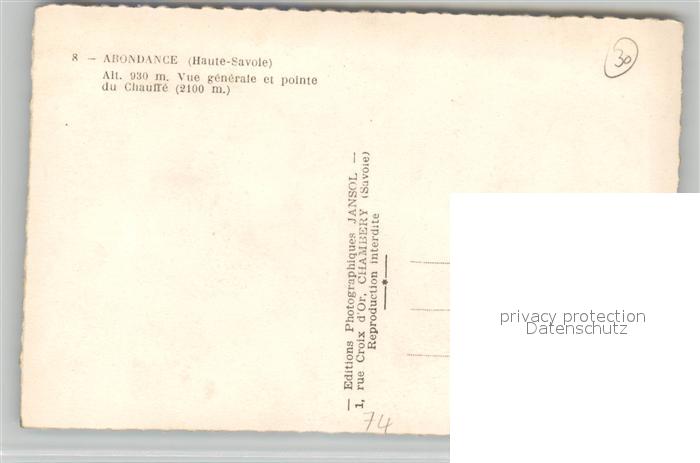 8 — ABONDANCE (Haute-Savoie)
Alt. 930 m. Vue générale et pointe
du Chauffé (2100 m.)
30
— Editions Photographiques JANSOL —
1, rue Croix d'Or, CHAMBERY (Savoie)
Reproduction interdite
74
privacy protection
Datenschutz